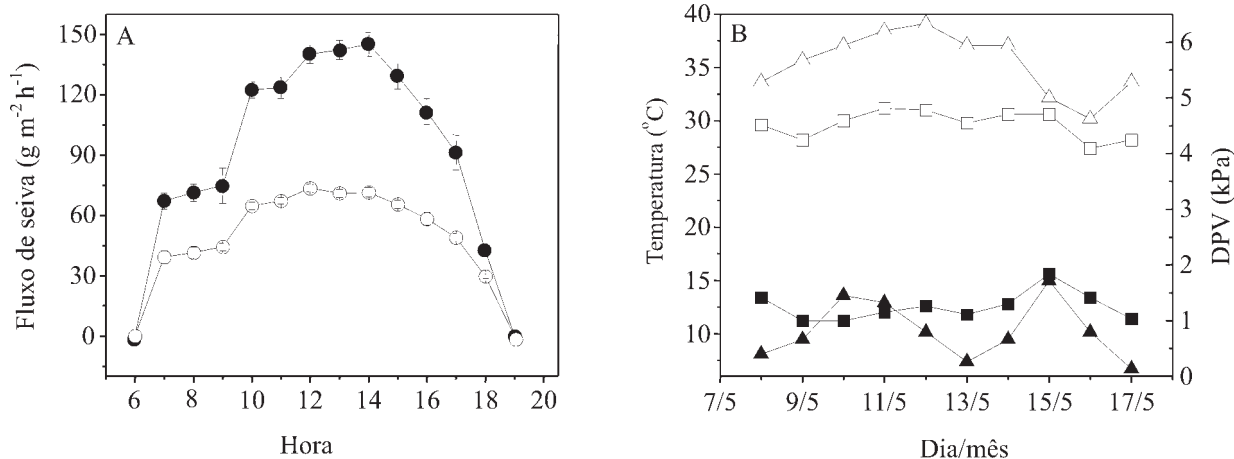 A
Fluxo de seiva (g m⁻² h⁻¹)
150
120
90
60
30
0
6 8 10 12 14 16 18 20
Hora
B
Temperatura (°C)
40
35
30
25
20
15
10
DPV (kPa)
6
5
4
3
2
1
0
7/5 9/5 11/5 13/5 15/5 17/5
Dia/mês